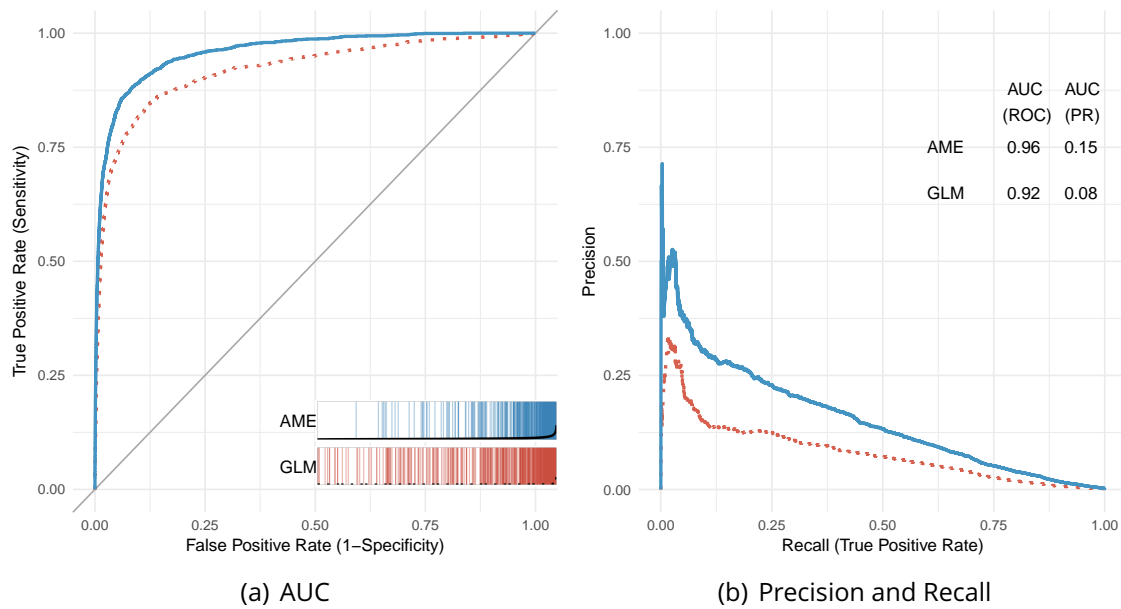 1.00
0.75
0.50
0.25
0.00
True Positive Rate (Sensitivity)
AME
GLM
0.00 0.25 0.50 0.75 1.00
False Positive Rate (1−Specificity)
(a) AUC
1.00
0.75
0.50
0.25
0.00
Precision
AUC AUC
(ROC) (PR)
AME 0.96 0.15
GLM 0.92 0.08
0.00 0.25 0.50 0.75 1.00
Recall (True Positive Rate)
(b) Precision and Recall